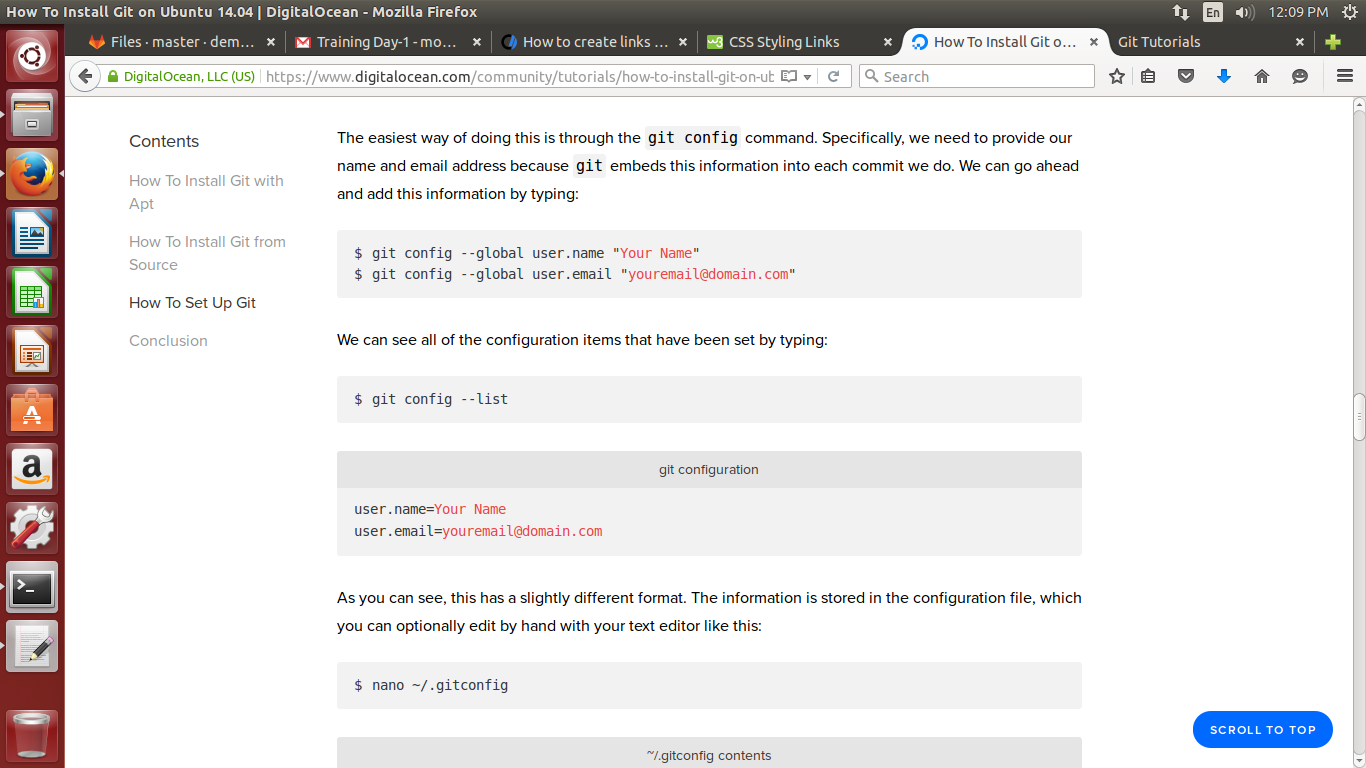 How To Install Git on Ubuntu 14.04 | DigitalOcean - Mozilla Firefox
En
12:09 PM
Files · master · dem...
Training Day-1 - mo...
How to create links ...
CSS Styling Links
How To Install Git o...
Git Tutorials
DigitalOcean, LLC (US)
https://www.digitalocean.com/community/tutorials/how-to-install-git-on-ub
Search
Contents
How To Install Git with
Apt
How To Install Git from
Source
How To Set Up Git
Conclusion
The easiest way of doing this is through the git config command. Specifically, we need to provide our
name and email address because git embeds this information into each commit we do. We can go ahead
and add this information by typing:
$ git config --global user.name "Your Name"
$ git config --global user.email "youremail@domain.com"
We can see all of the configuration items that have been set by typing:
$ git config --list
git configuration
user.name=Your Name
user.email=youremail@domain.com
As you can see, this has a slightly different format. The information is stored in the configuration file, which
you can optionally edit by hand with your text editor like this:
$ nano ~/.gitconfig
~/.gitconfig contents
SCROLL TO TOP